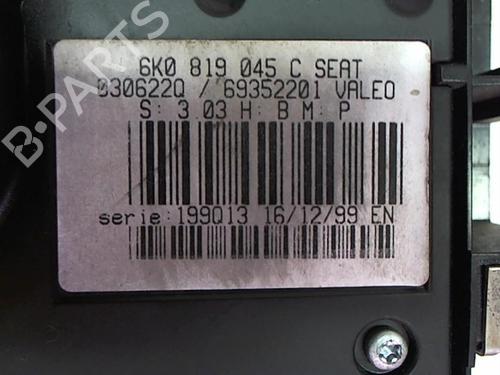 6K0 819 045 C SEAT
030622Q / 69352201 VALEO
S: 3 03 H: B M: P
serie:199Q13 16/12/99 EN
B-PARTS